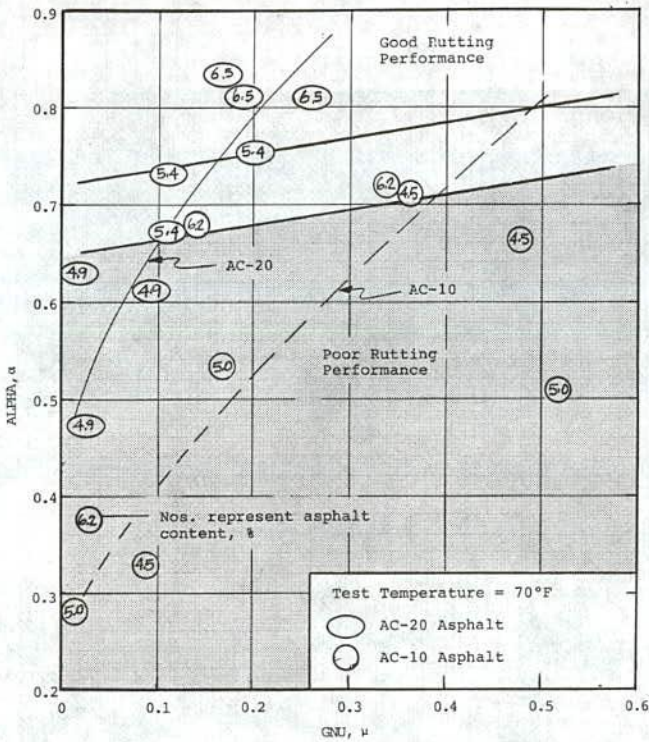 0.9
0.8
0.7
0.6
0.5
0.4
0.3
0.2
ALPHA, α
Good Rutting
Performance
6.5
6.5
6.5
5.4
5.4
6.2
4.5
5.4
6.2
4.5
4.9
AC-20
4.9
AC-10
5.0
Poor Rutting
Performance
5.0
4.9
6.2
Nos. represent asphalt
content, %
4.5
5.0
Test Temperature = 70°F
AC-20 Asphalt
AC-10 Asphalt
0
0.1
0.2
0.3
0.4
0.5
0.6
GNU, μ